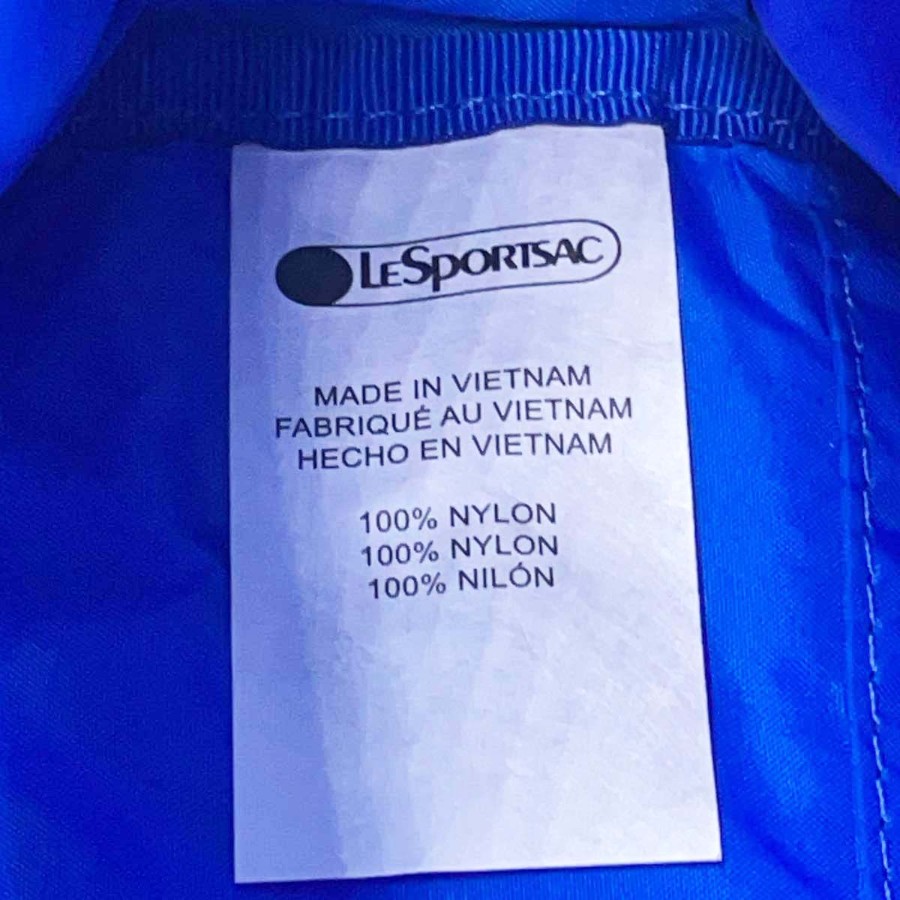 LeSportsac
MADE IN VIETNAM
FABRIQUÉ AU VIETNAM
HECHO EN VIETNAM
100% NYLON
100% NYLON
100% NILÓN